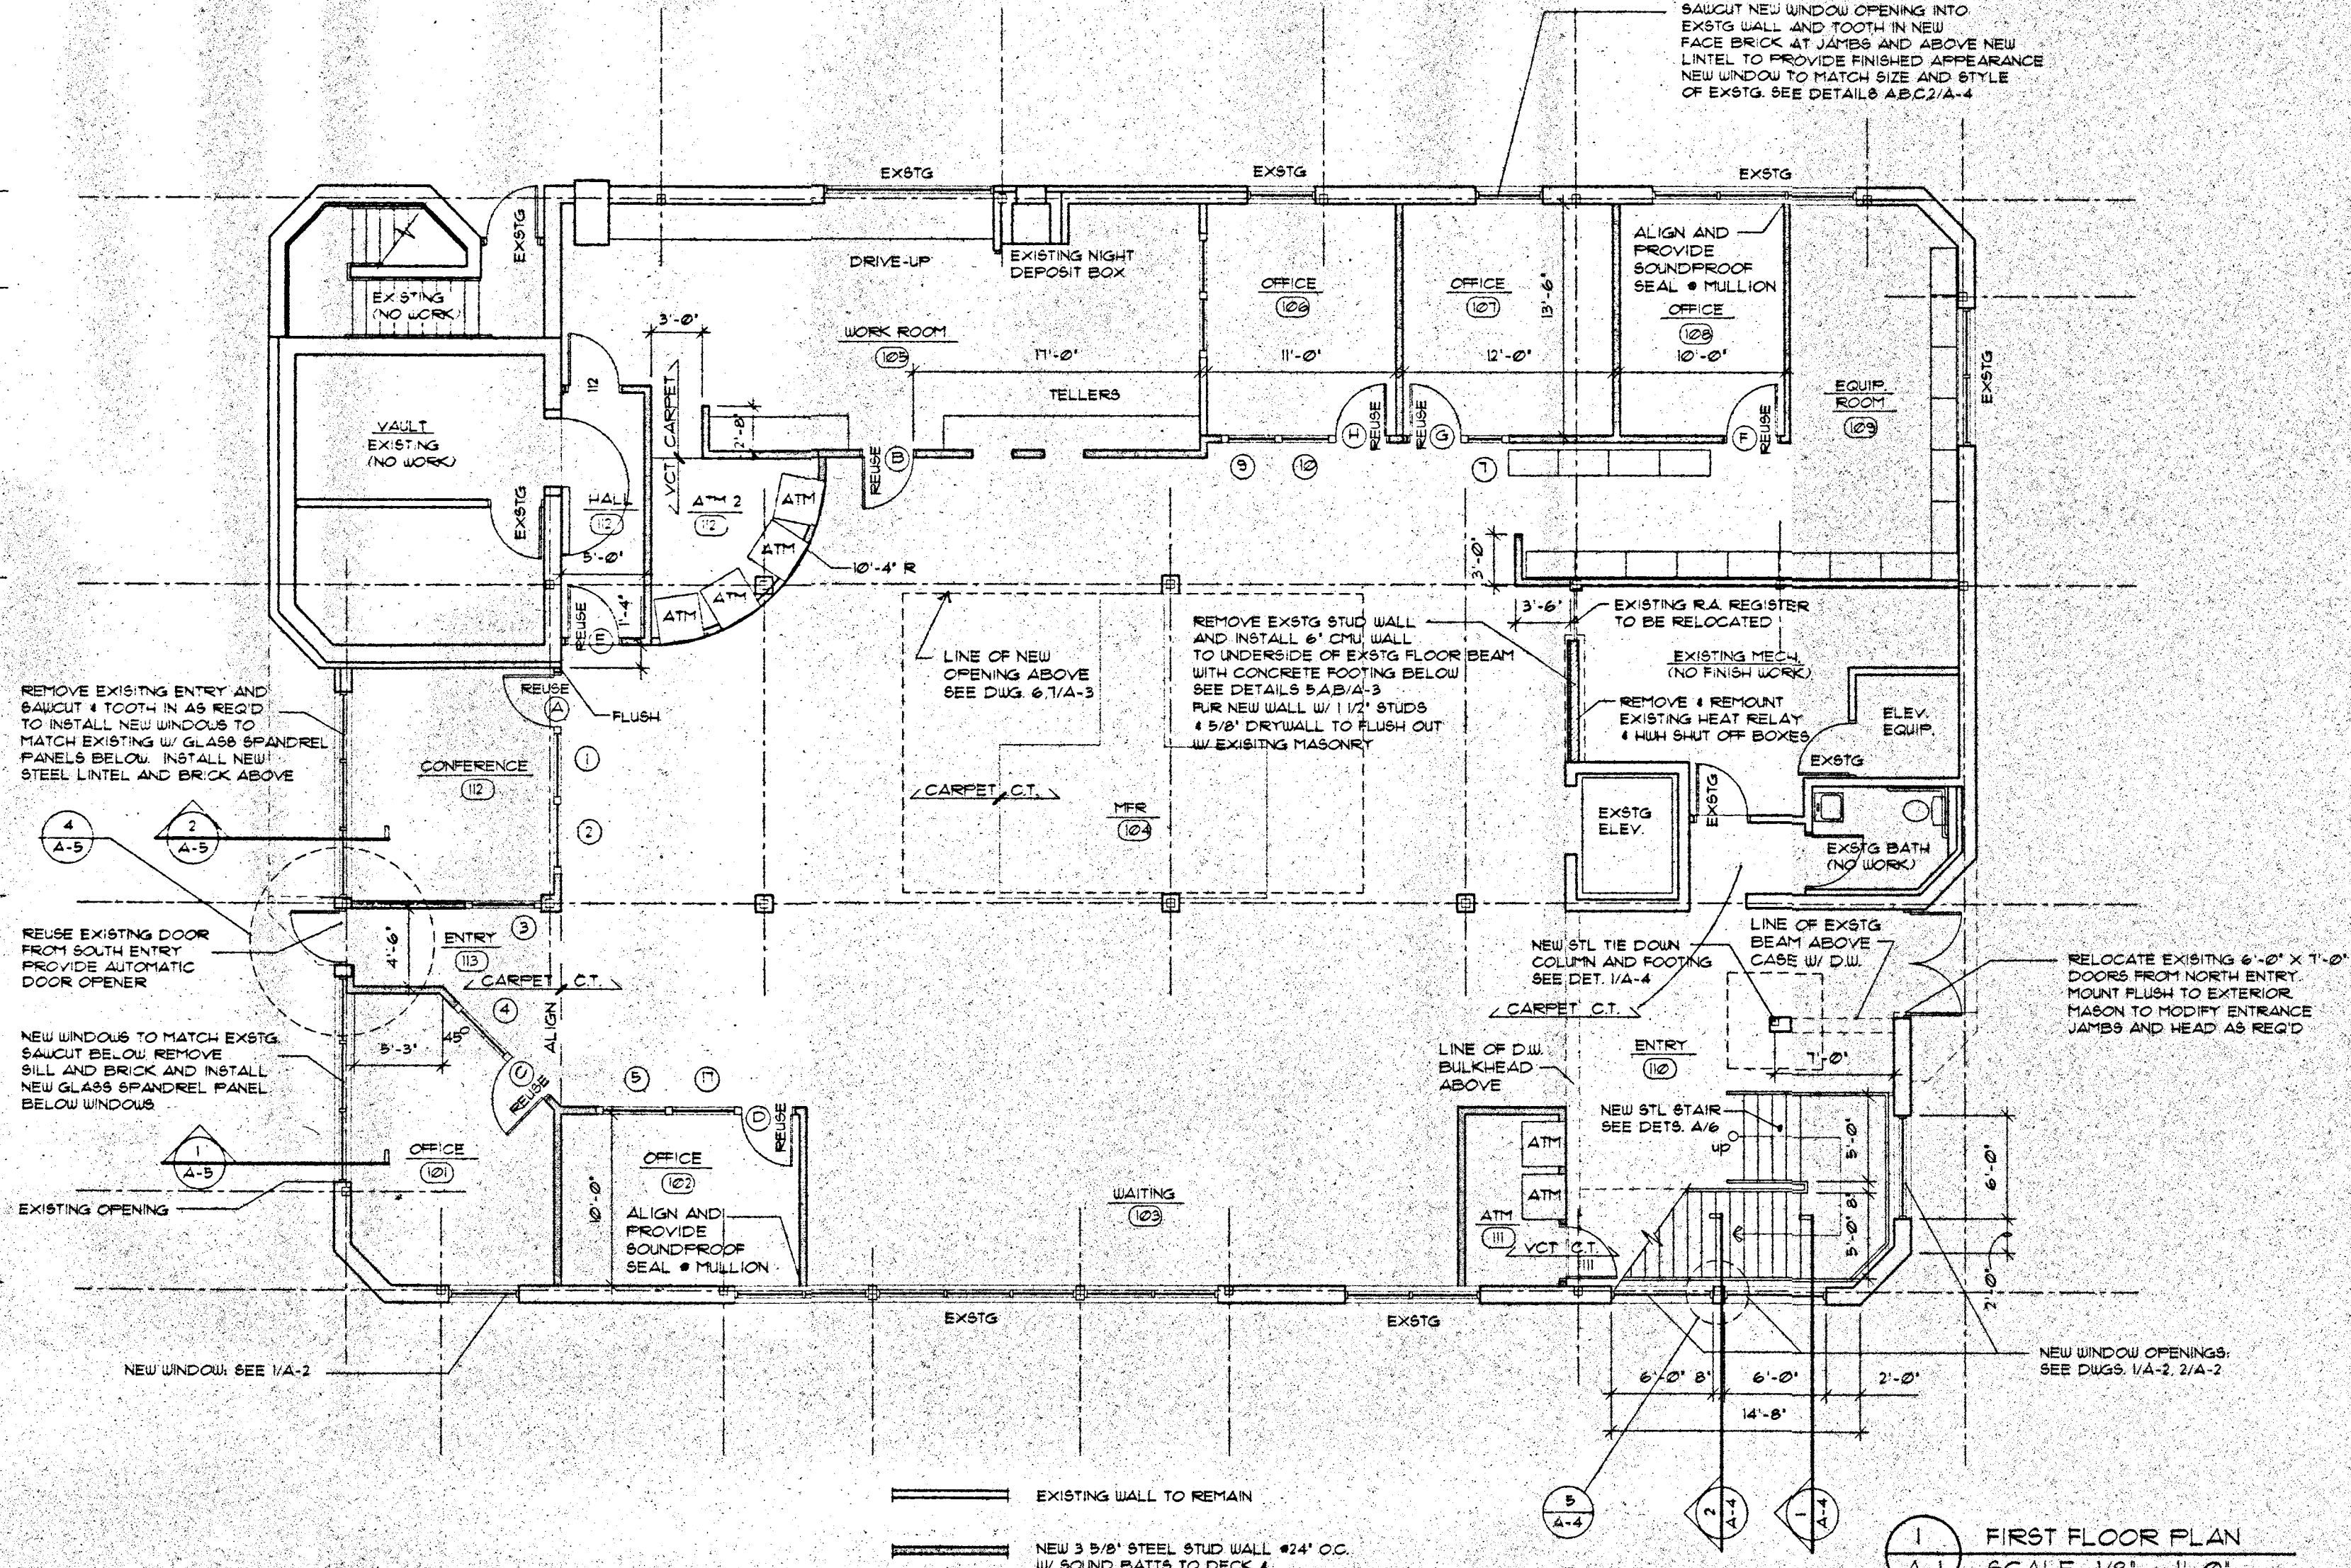 SAWCUT NEW WINDOW OPENING INTO
EXSTG WALL AND TOOTH IN NEW
FACE BRICK AT JAMBS AND ABOVE NEW
LINTEL TO PROVIDE FINISHED APPEARANCE
NEW WINDOW TO MATCH SIZE AND STYLE
OF EXSTG. SEE DETAILS A,B,C,2/A-4
EXSTG
EXSTG
EXSTG
EXSTG
EXISTING
(NO WORK)
DRIVE-UP
EXISTING NIGHT
DEPOSIT BOX
OFFICE
106
OFFICE
107
13'-6"
ALIGN AND
PROVIDE
SOUNDPROOF
SEAL @ MULLION
OFFICE
108
3'-0"
WORK ROOM
105
17'-0"
11'-0"
12'-0"
10'-0"
EXSTG
112
VCT CARPET
TELLERS
EQUIP.
ROOM
109
VAULT
EXISTING
(NO WORK)
2'-8"
REUSE
B
I
REUSE
REUSE
G
F
REUSE
9
10
7
EXSTG
HALL
112
ATM 2
112
ATM
ATM
ATM
ATM
5'-0"
10'-4" R
3'-0"
REUSE
E
1'-4"
3'-6"
EXISTING R.A. REGISTER
TO BE RELOCATED
REMOVE EXSTG STUD WALL
AND INSTALL 6" CMU WALL
TO UNDERSIDE OF EXSTG FLOOR BEAM
WITH CONCRETE FOOTING BELOW
SEE DETAILS 5,A,B/A-3
FUR NEW WALL W/ 1 1/2" STUDS
& 5/8" DRYWALL TO FLUSH OUT
W/ EXISITNG MASONRY
LINE OF NEW
OPENING ABOVE
SEE DWG. 6,7/A-3
EXISTING MECH.
(NO FINISH WORK)
REMOVE & REMOUNT
EXISTING HEAT RELAY
& HWH SHUT OFF BOXES
ELEV.
EQUIP.
EXSTG
REMOVE EXISITNG ENTRY AND
SAWCUT & TOOTH IN AS REQ'D
TO INSTALL NEW WINDOWS TO
MATCH EXISTING W/ GLASS SPANDREL
PANELS BELOW. INSTALL NEW
STEEL LINTEL AND BRICK ABOVE
REUSE
A
FLUSH
1
CONFERENCE
112
2
CARPET C.T.
MFR
104
EXSTG
ELEV.
EXSTG
EXSTG BATH
(NO WORK)
4
A-5
2
A-5
REUSE EXISTING DOOR
FROM SOUTH ENTRY
PROVIDE AUTOMATIC
DOOR OPENER
4'-6"
3
ENTRY
113
CARPET C.T.
4
ALIGN
NEW STL TIE DOWN
COLUMN AND FOOTING
SEE DET. 1/A-4
LINE OF EXSTG
BEAM ABOVE
CASE W/ D.W.
RELOCATE EXISITNG 6'-0" X 7'-0"
DOORS FROM NORTH ENTRY.
MOUNT FLUSH TO EXTERIOR.
MASON TO MODIFY ENTRANCE
JAMBS AND HEAD AS REQ'D
CARPET C.T.
NEW WINDOWS TO MATCH EXSTG.
SAWCUT BELOW, REMOVE
SILL AND BRICK AND INSTALL
NEW GLASS SPANDREL PANEL
BELOW WINDOWS
5'-3"
45°
C
REUSE
5
17
D
REUSE
LINE OF D.W.
BULKHEAD
ABOVE
ENTRY
110
7'-0"
NEW STL STAIR
SEE DETS. A/6
up
5'-0"
8"
5'-0"
6'-0"
2'-0"
1
A-5
OFFICE
101
EXISTING OPENING
OFFICE
102
10'-0"
ALIGN AND
PROVIDE
SOUNDPROOF
SEAL @ MULLION
WAITING
103
ATM
ATM
ATM
111
VCT C.T.
111
EXSTG
EXSTG
NEW WINDOW: SEE 1/A-2
NEW WINDOW OPENINGS:
SEE DWGS. 1/A-2, 2/A-2
6'-0" 8" 6'-0" 2'-0"
14'-8"
5
A-4
2
A-4
1
A-4
EXISTING WALL TO REMAIN
NEW 3 5/8" STEEL STUD WALL @24" O.C.
W/ SOUND BATTS TO DECK &
1
A-1
FIRST FLOOR PLAN
SCALE 1/8" = 1'-0"